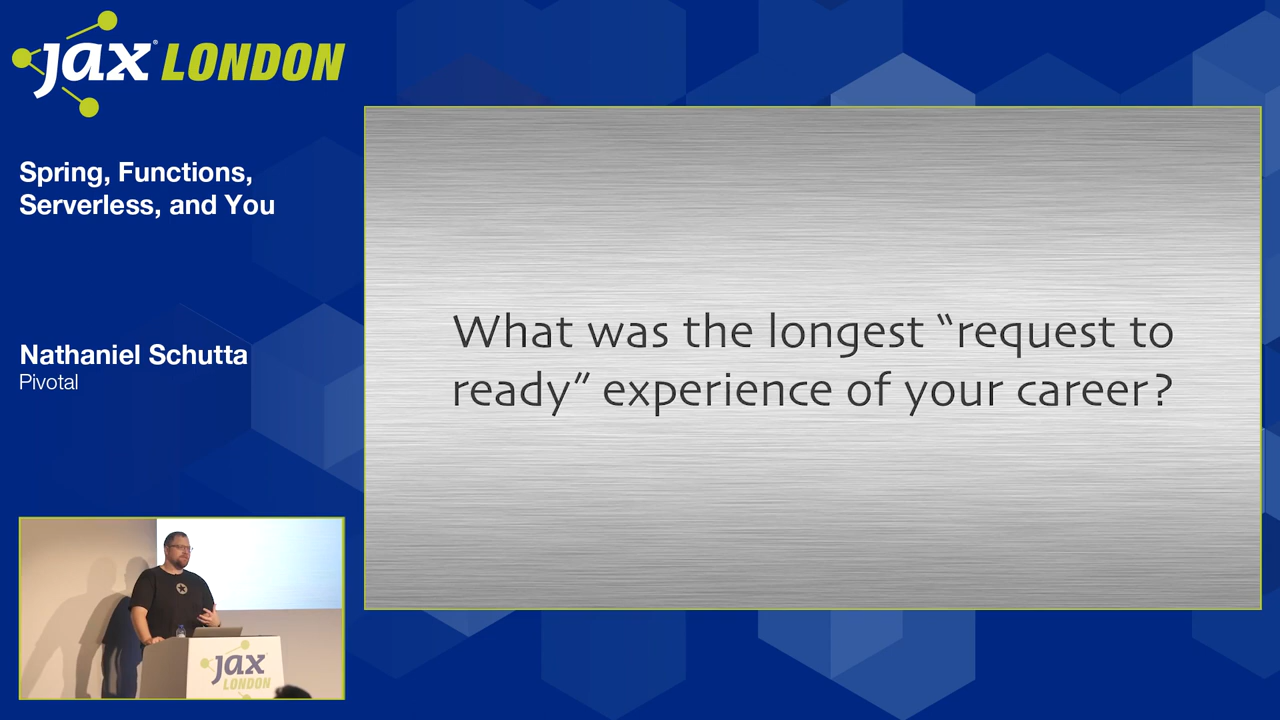 jax® LONDON
Spring, Functions,
Serverless, and You
Nathaniel Schutta
Pivotal
What was the longest “request to
ready” experience of your career?
jax
LONDON